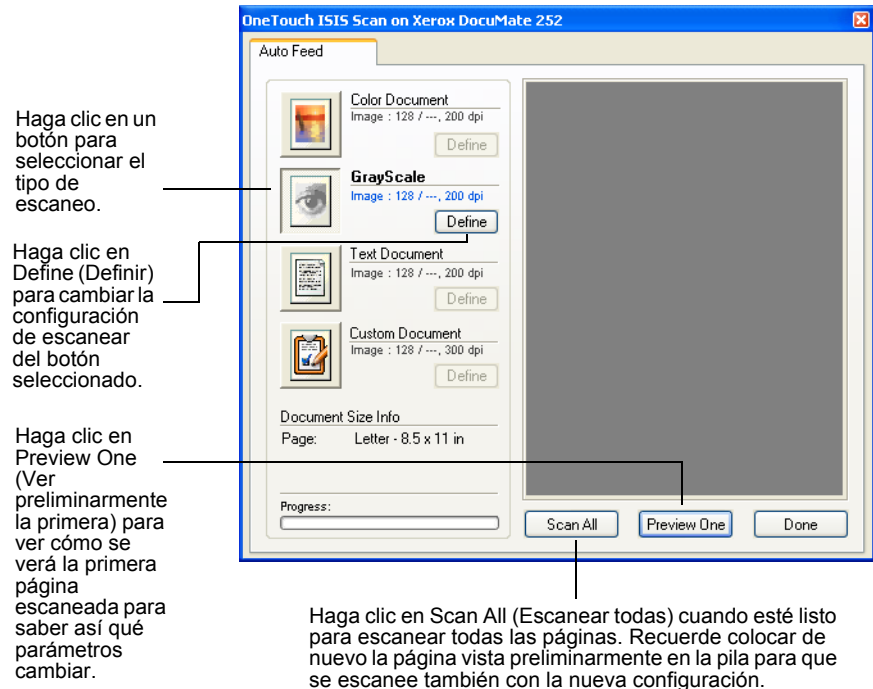 OneTouch ISIS Scan on Xerox DocuMate 252
Auto Feed
Haga clic en un
botón para
seleccionar el
tipo de
escaneo.
Haga clic en
Define (Definir)
para cambiar la
configuración
de escanear
del botón
seleccionado.
Haga clic en
Preview One
(Ver
preliminarmente
la primera) para
ver cómo se
verá la primera
página
escaneada para
saber así qué
parámetros
cambiar.
Color Document
Image : 128 / ---, 200 dpi
Define
GrayScale
Image : 128 / ---, 200 dpi
Define
Text Document
Image : 128 / ---, 200 dpi
Define
Custom Document
Image : 128 / ---, 300 dpi
Define
Document Size Info
Page: Letter - 8.5 x 11 in
Progress:
Scan All Preview One Done
Haga clic en Scan All (Escanear todas) cuando esté listo
para escanear todas las páginas. Recuerde colocar de
nuevo la página vista preliminarmente en la pila para que
se escanee también con la nueva configuración.